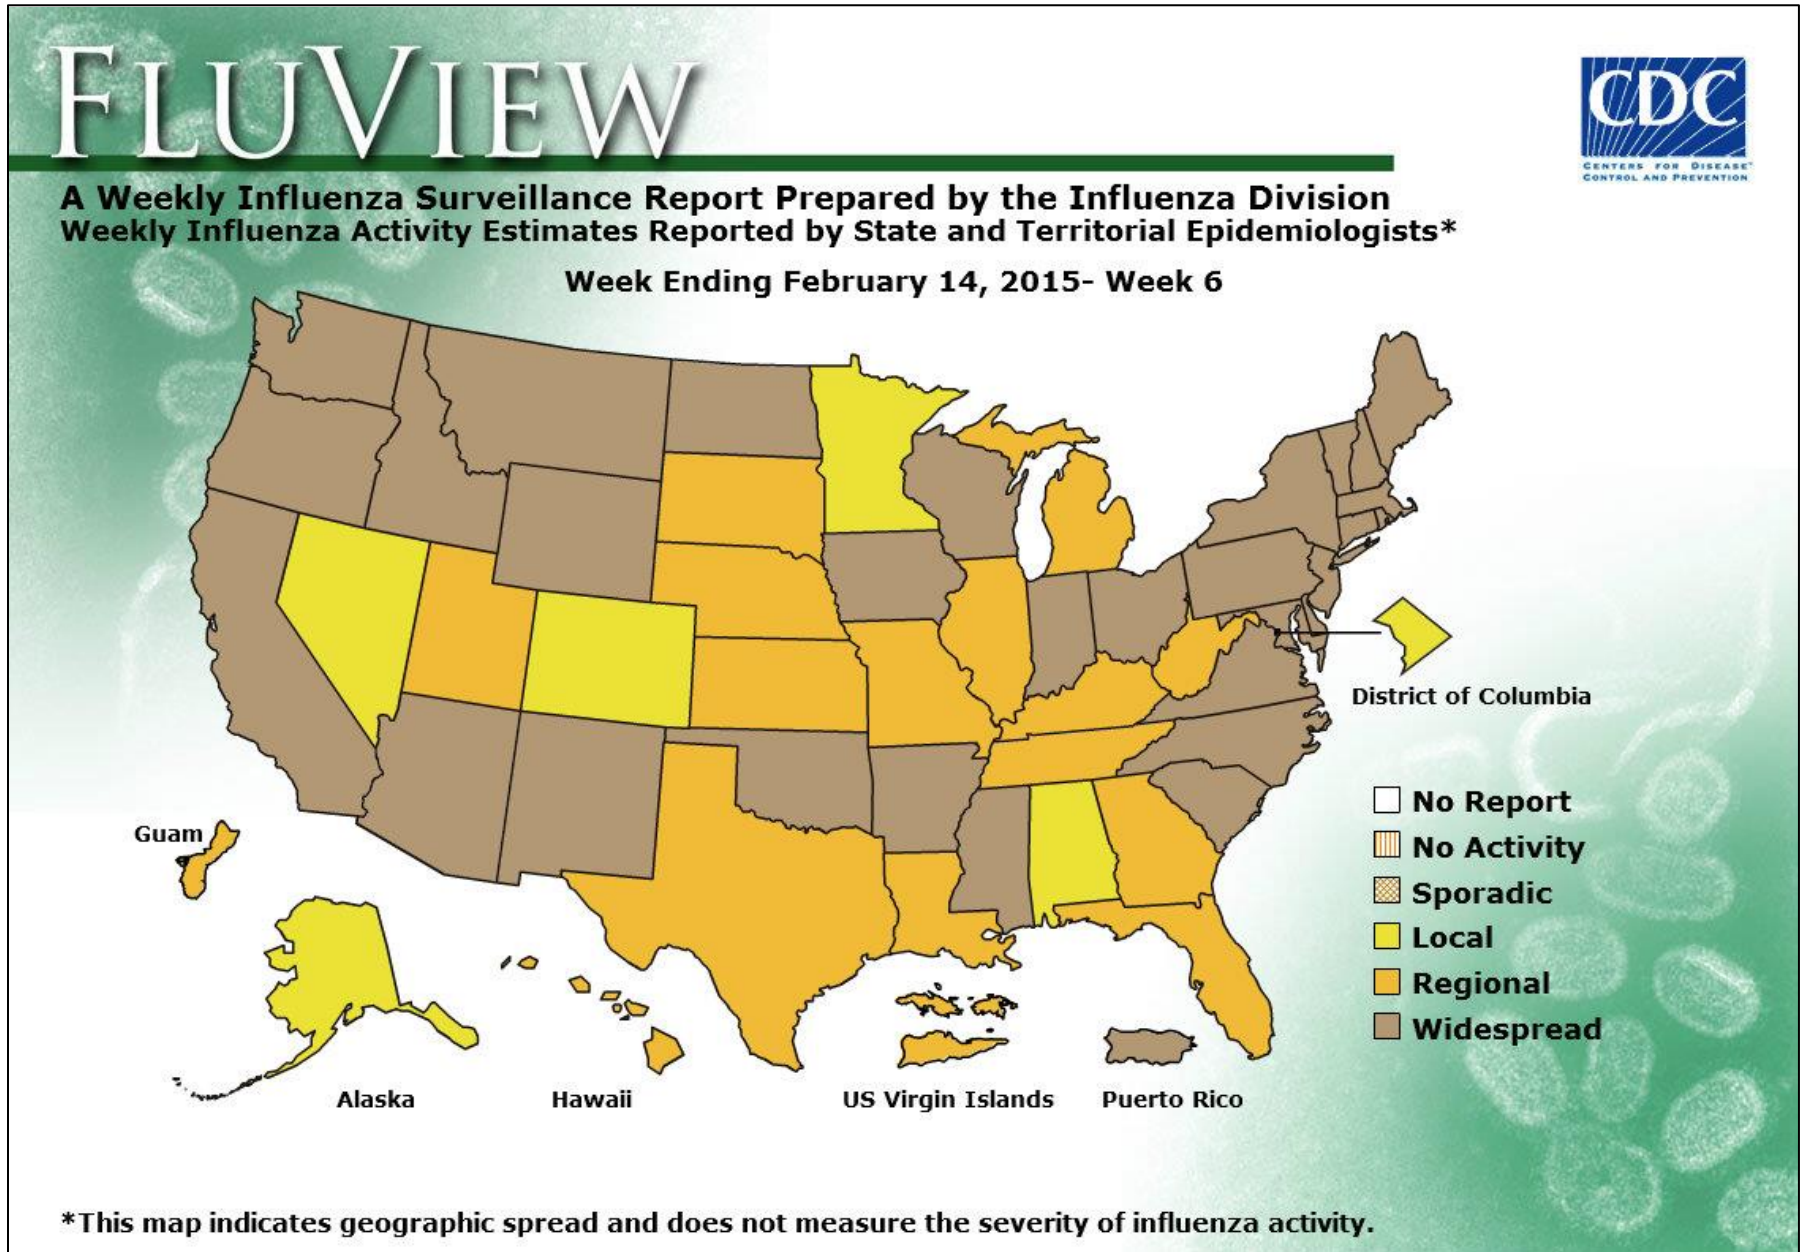 FLUVIEW
CDC
CENTERS FOR DISEASE™
CONTROL AND PREVENTION
A Weekly Influenza Surveillance Report Prepared by the Influenza Division
Weekly Influenza Activity Estimates Reported by State and Territorial Epidemiologists*
Week Ending February 14, 2015- Week 6
District of Columbia
No Report
No Activity
Sporadic
Local
Regional
Widespread
Guam
Alaska
Hawaii
US Virgin Islands
Puerto Rico
*This map indicates geographic spread and does not measure the severity of influenza activity.